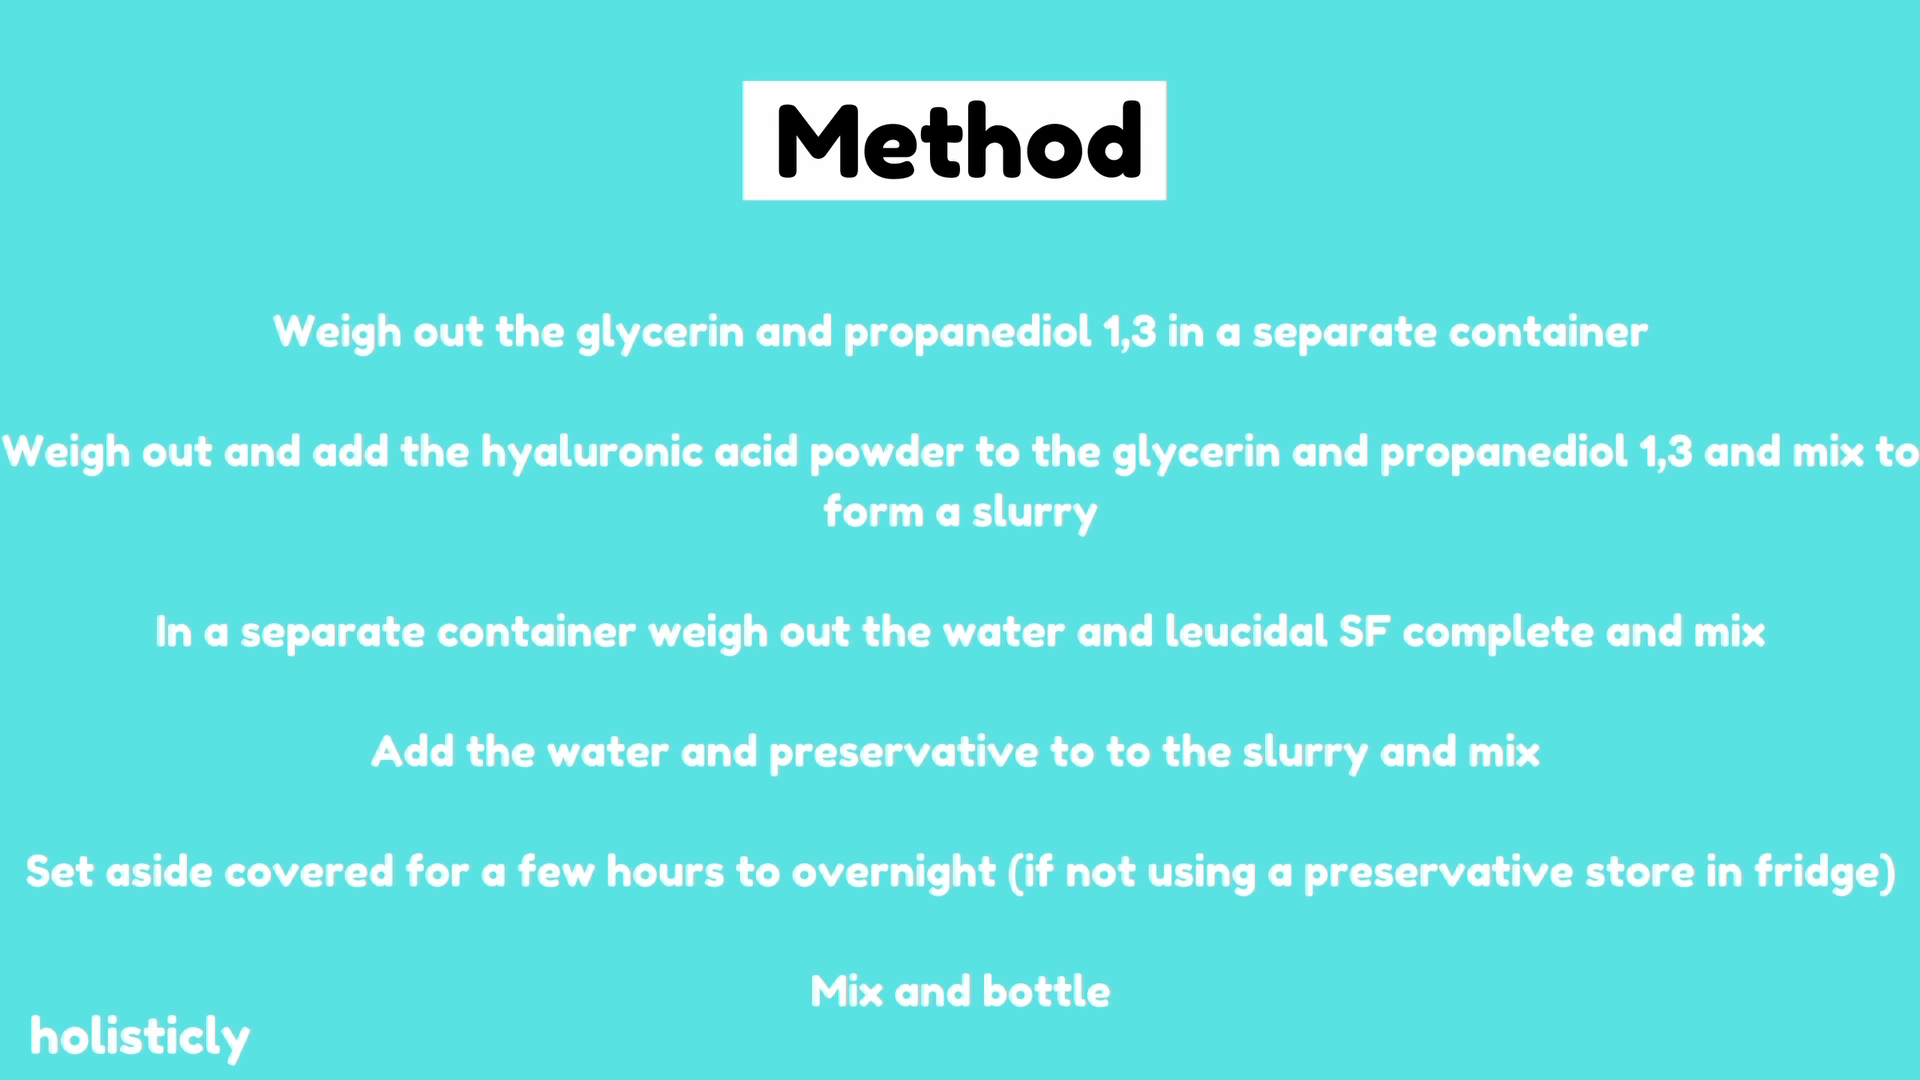 Method
Weigh out the glycerin and propanediol 1,3 in a separate container
Weigh out and add the hyaluronic acid powder to the glycerin and propanediol 1,3 and mix to
form a slurry
In a separate container weigh out the water and leucidal SF complete and mix
Add the water and preservative to to the slurry and mix
Set aside covered for a few hours to overnight (if not using a preservative store in fridge)
Mix and bottle
holisticly